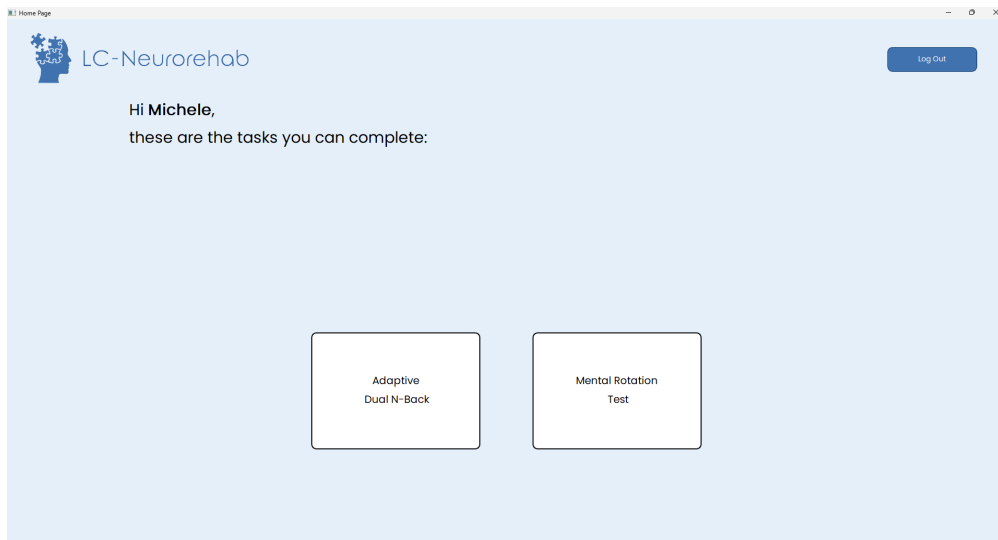 Home Page
LC-Neurorehab
Log Out
Hi Michele,
these are the tasks you can complete:
Adaptive
Dual N-Back
Mental Rotation
Test